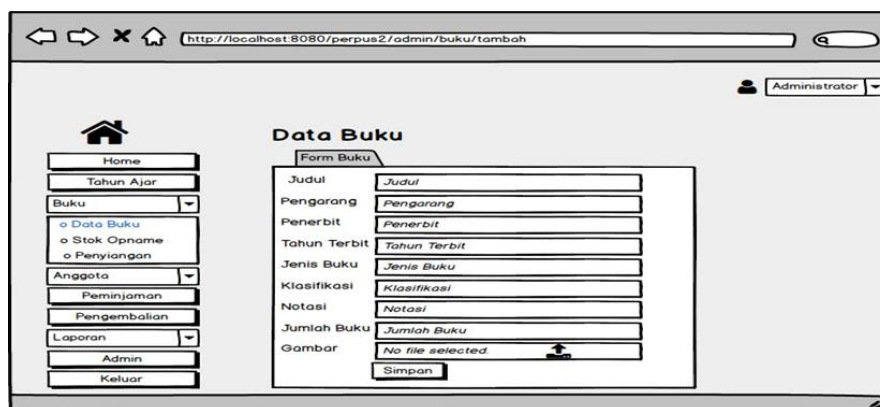 http://localhost:8080/perpus2/admin/buku/tambah
Administrator
Home
Tahun Ajar
Buku
o Data Buku
o Stok Opname
o Penyiangan
Anggota
Peminjaman
Pengembalian
Laporan
Admin
Keluar
Data Buku
Form Buku
Judul Judul
Pengarang Pengarang
Penerbit Penerbit
Tahun Terbit Tahun Terbit
Jenis Buku Jenis Buku
Klasifikasi Klasifikasi
Notasi Notasi
Jumlah Buku Jumlah Buku
Gambar No file selected.
Simpan